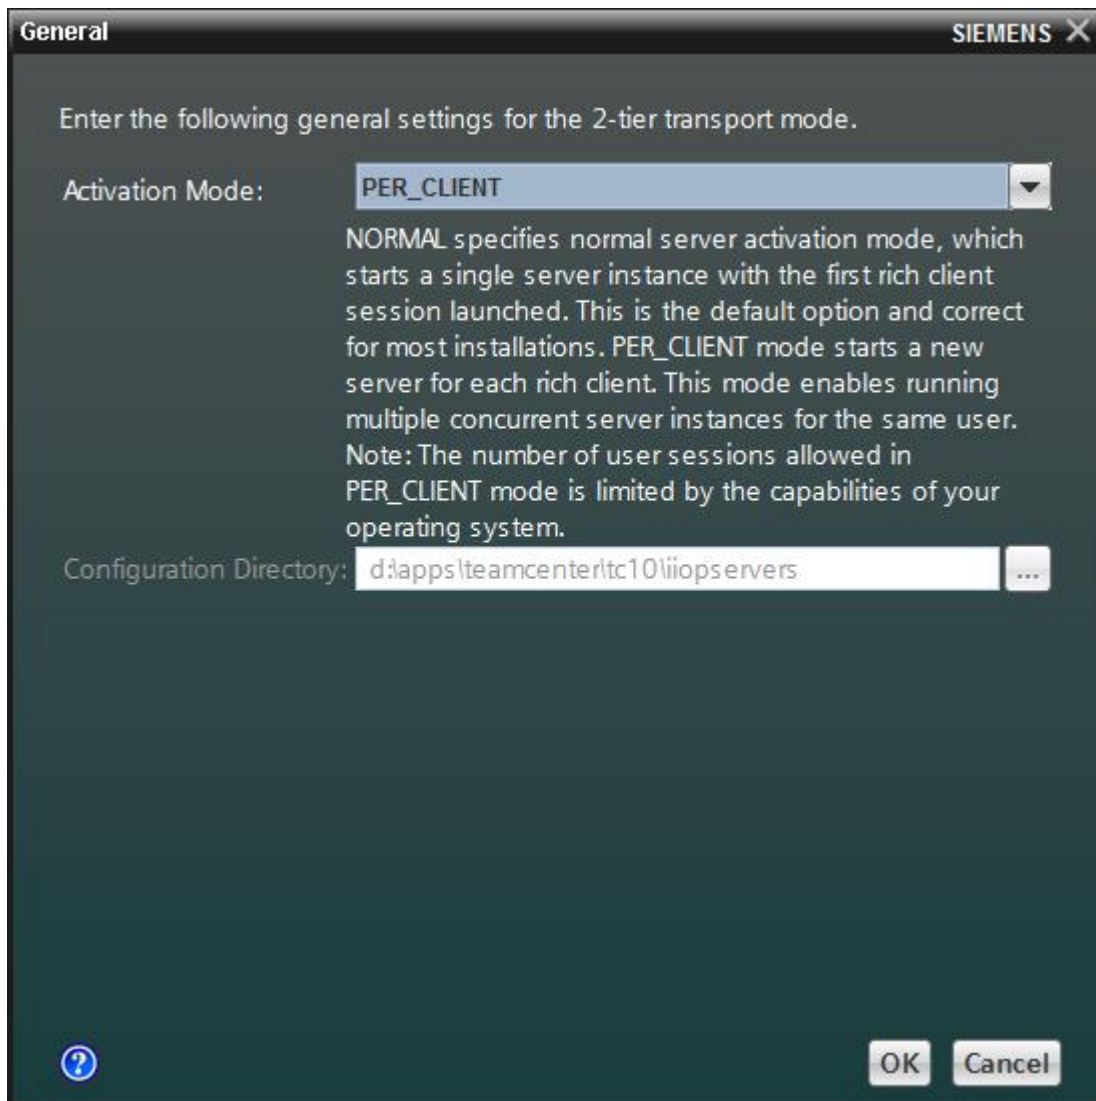 General SIEMENS
Enter the following general settings for the 2-tier transport mode.
Activation Mode: PER_CLIENT
NORMAL specifies normal server activation mode, which
starts a single server instance with the first rich client
session launched. This is the default option and correct
for most installations. PER_CLIENT mode starts a new
server for each rich client. This mode enables running
multiple concurrent server instances for the same user.
Note: The number of user sessions allowed in
PER_CLIENT mode is limited by the capabilities of your
operating system.
Configuration Directory: d:\apps\teamcenter\tc10\iiopservers ...
? OK Cancel